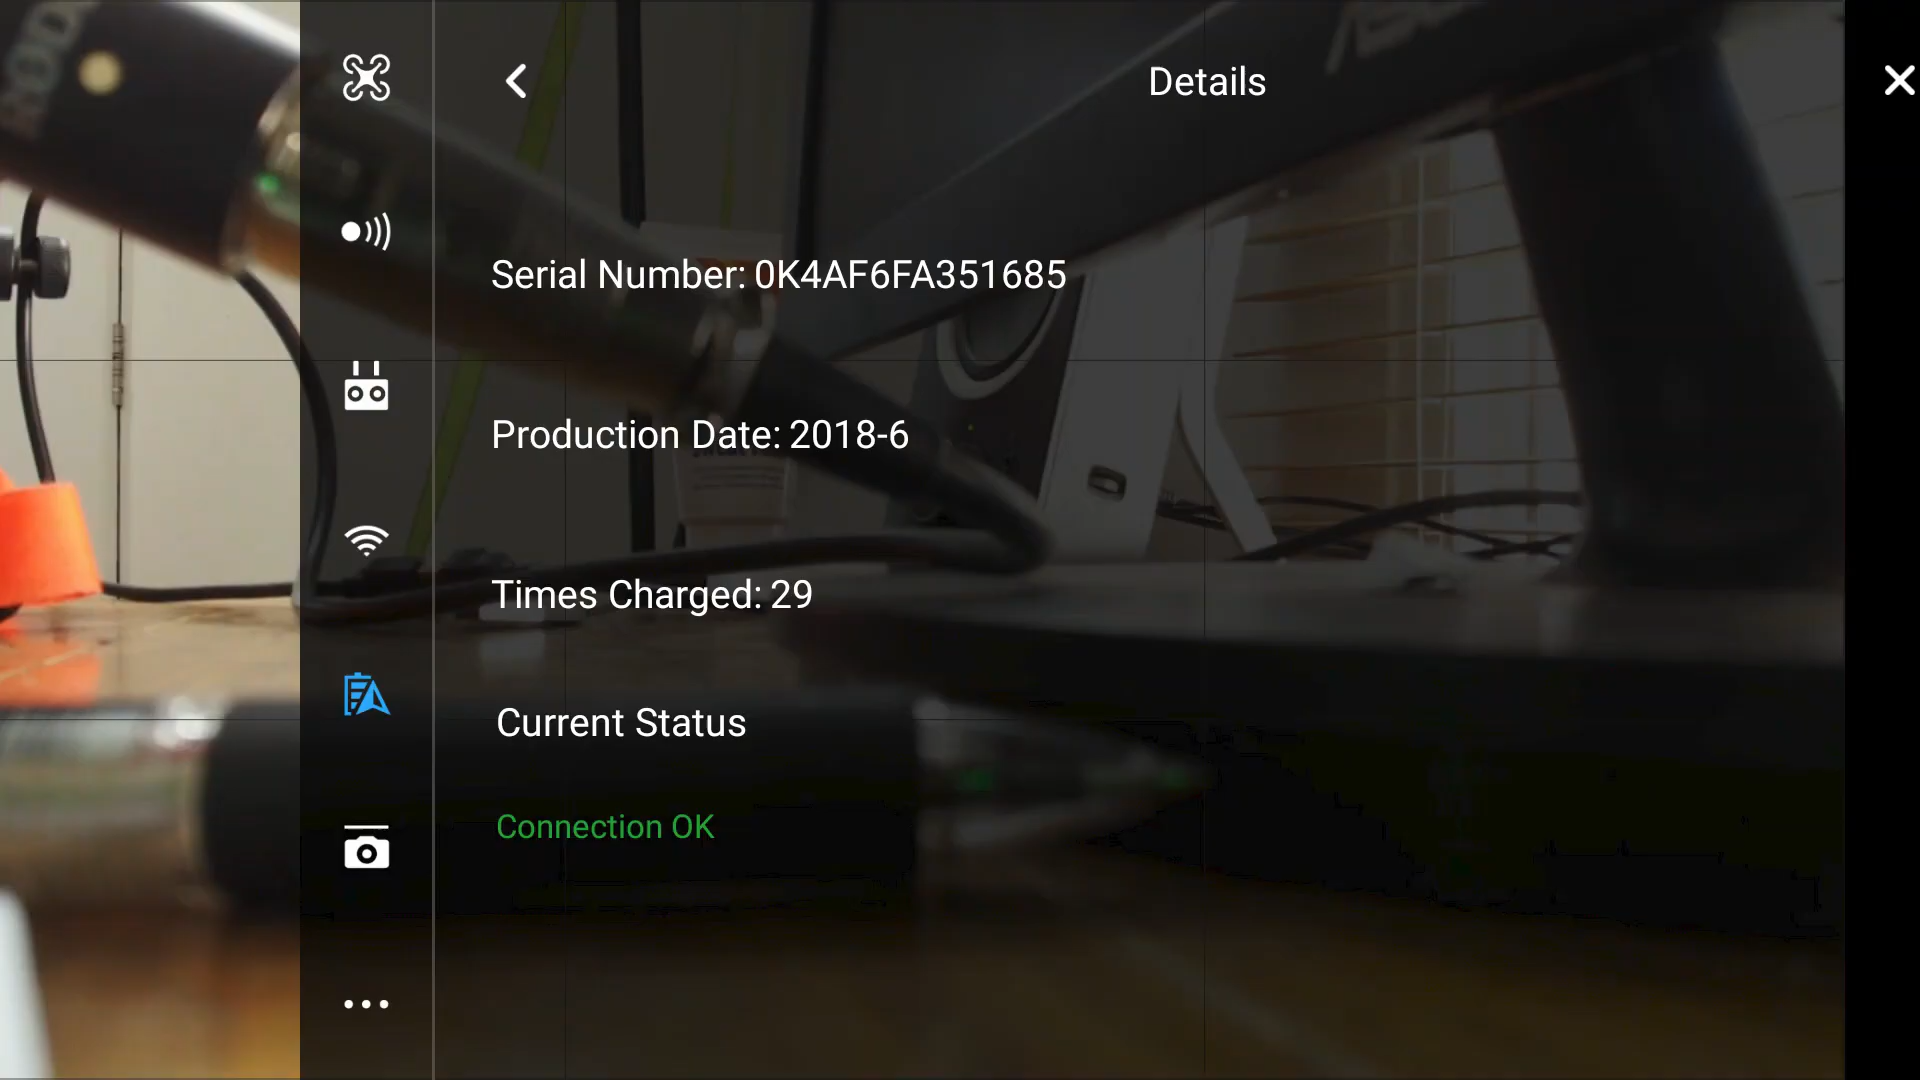 Details
Serial Number: 0K4AF6FA351685
Production Date: 2018-6
Times Charged: 29
Current Status
Connection OK